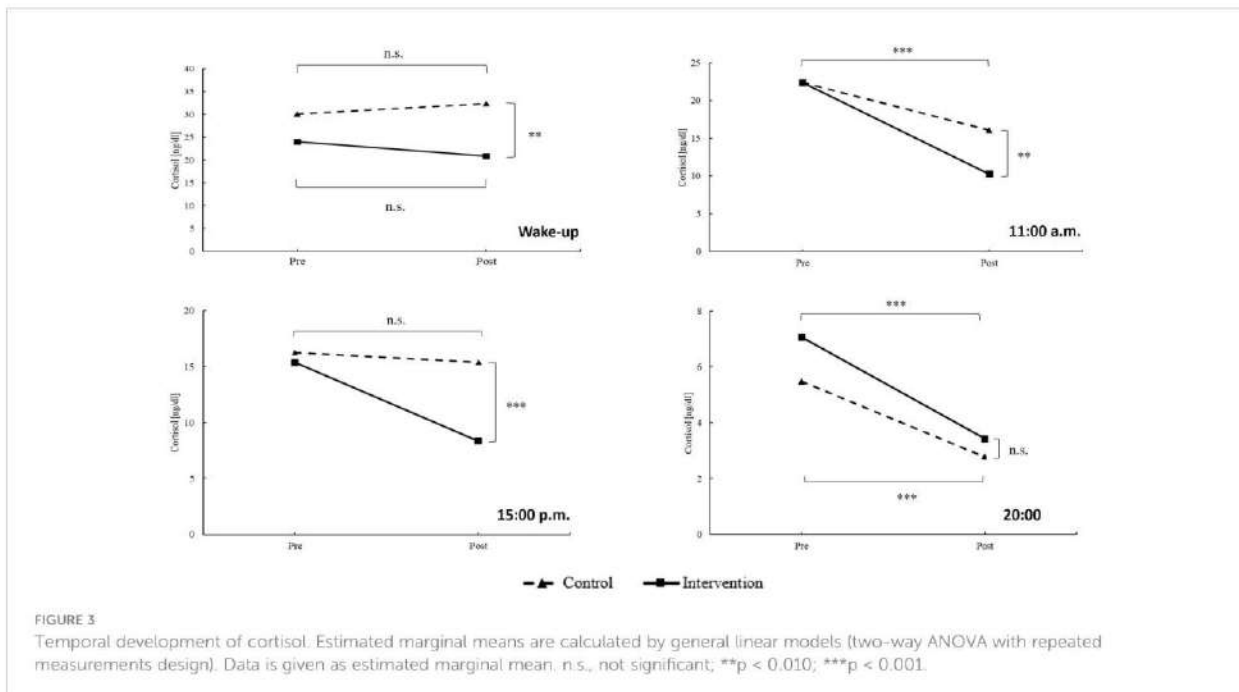 n.s.
40
35
30
25
20
15
10
5
0
Cortisol [ng/dl]
**
n.s.
Wake-up
Pre
Post
***
25
20
15
10
5
0
Cortisol [ng/dl]
**
11:00 a.m.
Pre
Post
n.s.
20
15
10
5
0
Cortisol [ng/dl]
***
15:00 p.m.
Pre
Post
***
8
6
4
2
0
Cortisol [ng/dl]
n.s.
***
20:00
Pre
Post
Control
Intervention
FIGURE 3
Temporal development of cortisol. Estimated marginal means are calculated by general linear models (two-way ANOVA with repeated
measurements design). Data is given as estimated marginal mean. n.s., not significant; **p < 0.010; ***p < 0.001.